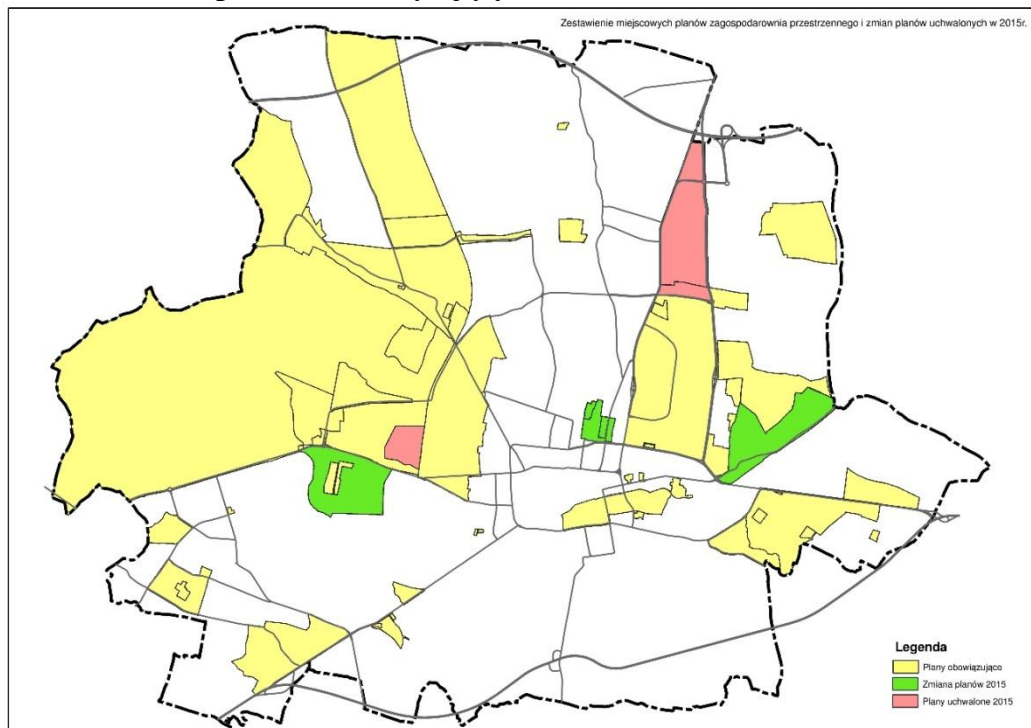 Zestawienie miejscowych planów zagospodarownia przestrzennego i zmian planów uchwalonych w 2015r.
Legenda
Plany obowiązująco
Zmiana planów 2015
Plany uchwalone 2015